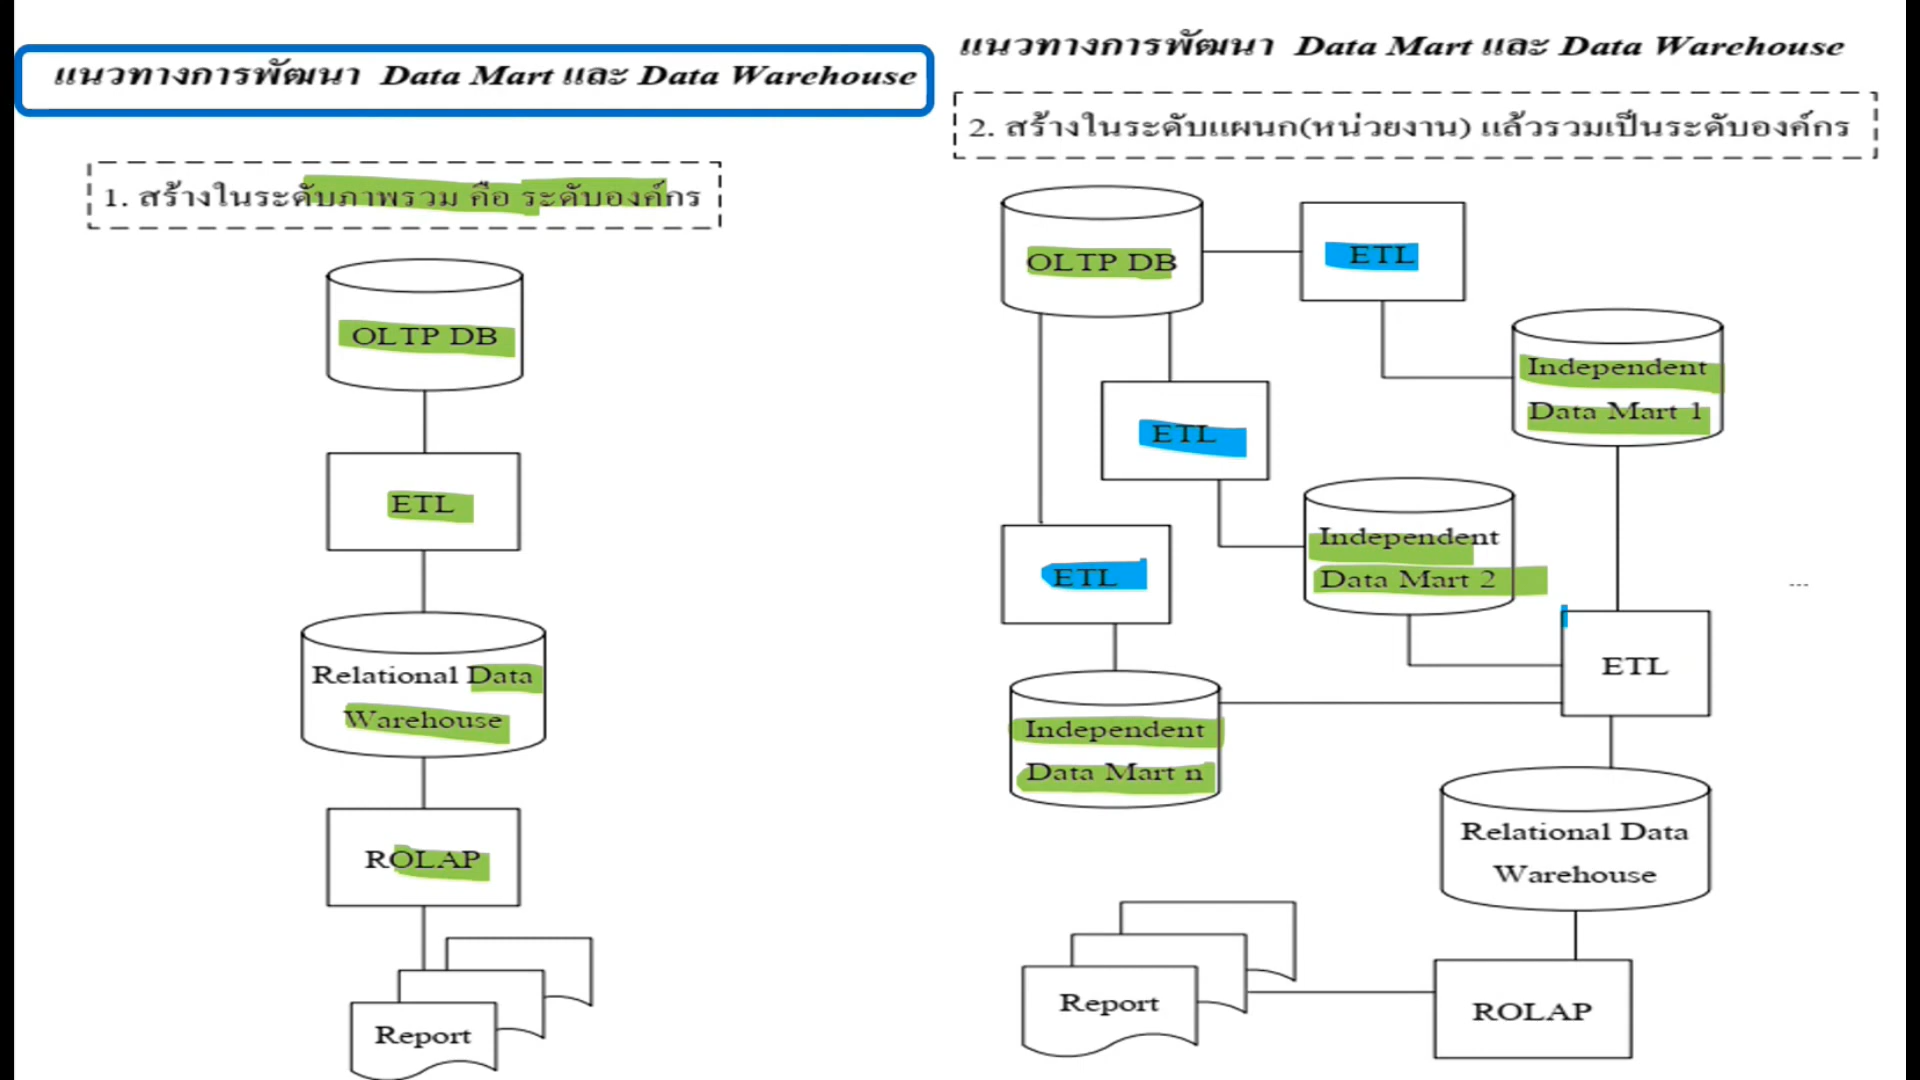 แนวทางการพัฒนา Data Mart และ Data Warehouse
1. สร้างในระดับภาพรวม คือ ระดับองค์กร
OLTP DB
ETL
Relational Data
Warehouse
ROLAP
Report
แนวทางการพัฒนา Data Mart และ Data Warehouse
2. สร้างในระดับแผนก(หน่วยงาน) แล้วรวมเป็นระดับองค์กร
OLTP DB
ETL
Independent
Data Mart 1
ETL
Independent
Data Mart 2
...
ETL
ETL
Independent
Data Mart n
Relational Data
Warehouse
Report
ROLAP